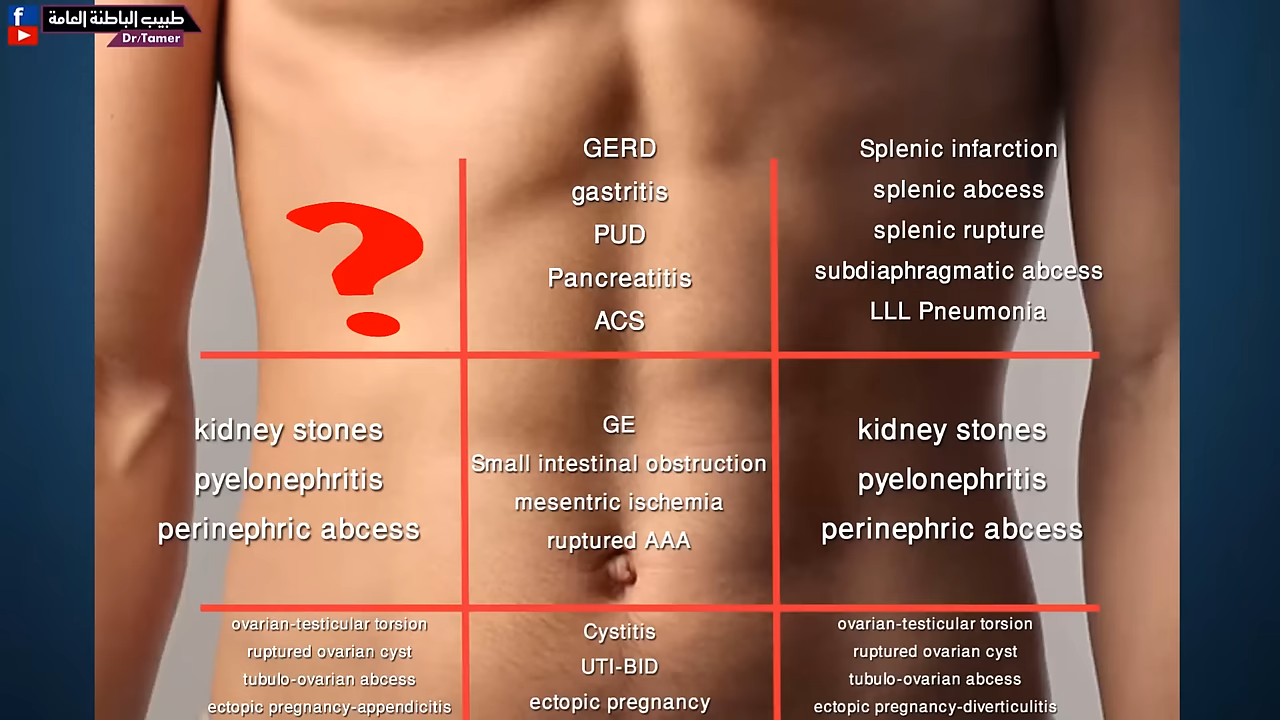 f
طبيب الباطنة العامة
Dr/Tamer
?
GERD
gastritis
PUD
Pancreatitis
ACS
Splenic infarction
splenic abcess
splenic rupture
subdiaphragmatic abcess
LLL Pneumonia
kidney stones
pyelonephritis
perinephric abcess
GE
Small intestinal obstruction
mesentric ischemia
ruptured AAA
kidney stones
pyelonephritis
perinephric abcess
ovarian-testicular torsion
ruptured ovarian cyst
tubulo-ovarian abcess
ectopic pregnancy-appendicitis
Cystitis
UTI-BID
ectopic pregnancy
ovarian-testicular torsion
ruptured ovarian cyst
tubulo-ovarian abcess
ectopic pregnancy-diverticulitis